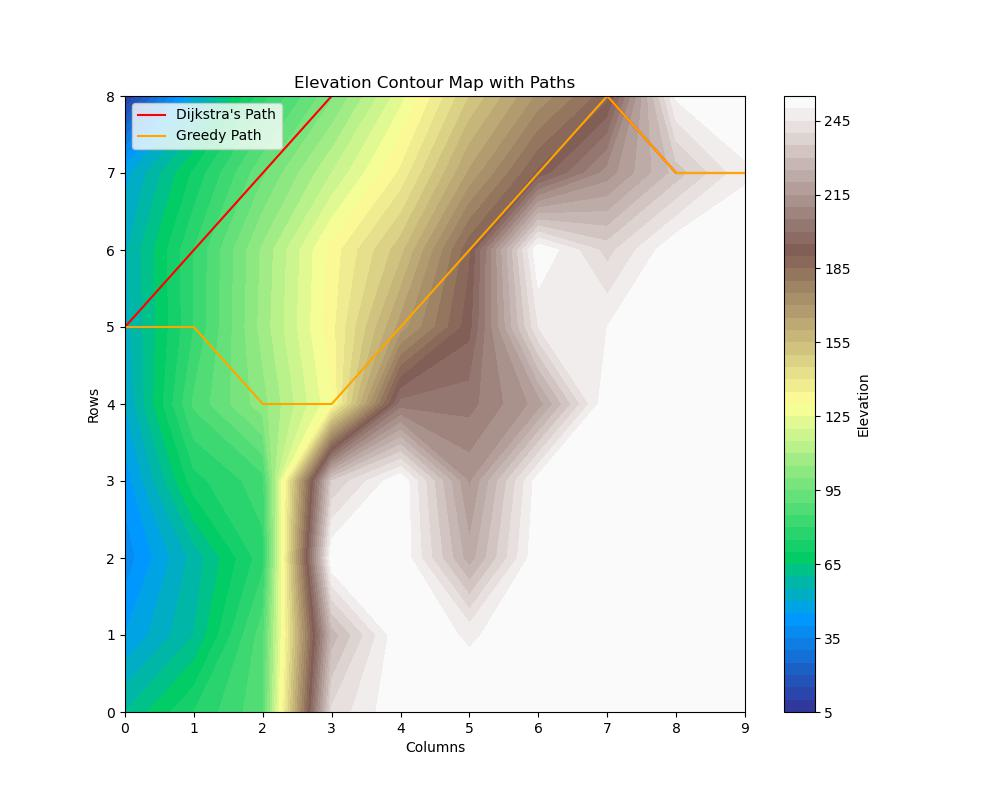 Elevation Contour Map with Paths
Dijkstra's Path
Greedy Path
8
7
6
5
4
3
2
1
0
Rows
0 1 2 3 4 5 6 7 8 9
Columns
245
215
185
155
125
95
65
35
5
Elevation